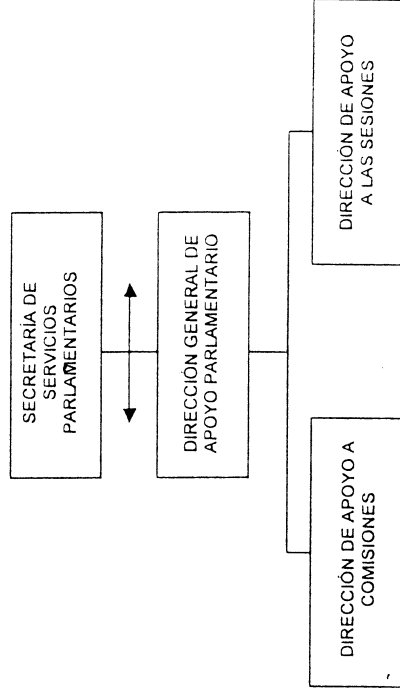 SECRETARÍA DE
SERVICIOS
PARLAMENTARIOS
DIRECCIÓN GENERAL DE
APOYO PARLAMENTARIO
DIRECCIÓN DE APOYO A
COMISIONES
DIRECCIÓN DE APOYO
A LAS SESIONES